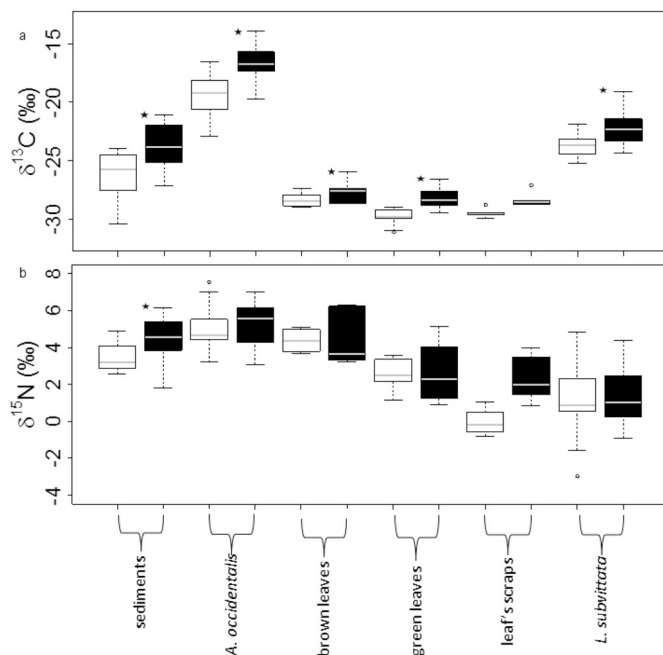 a
δ13C (‰)
-15
-20
-25
-30
★
★
★
★
★
b
δ15N (‰)
8
6
4
2
0
-2
-4
★
sediments
A. occidentalis
brown leaves
green leaves
leaf's scraps
L. subvittata